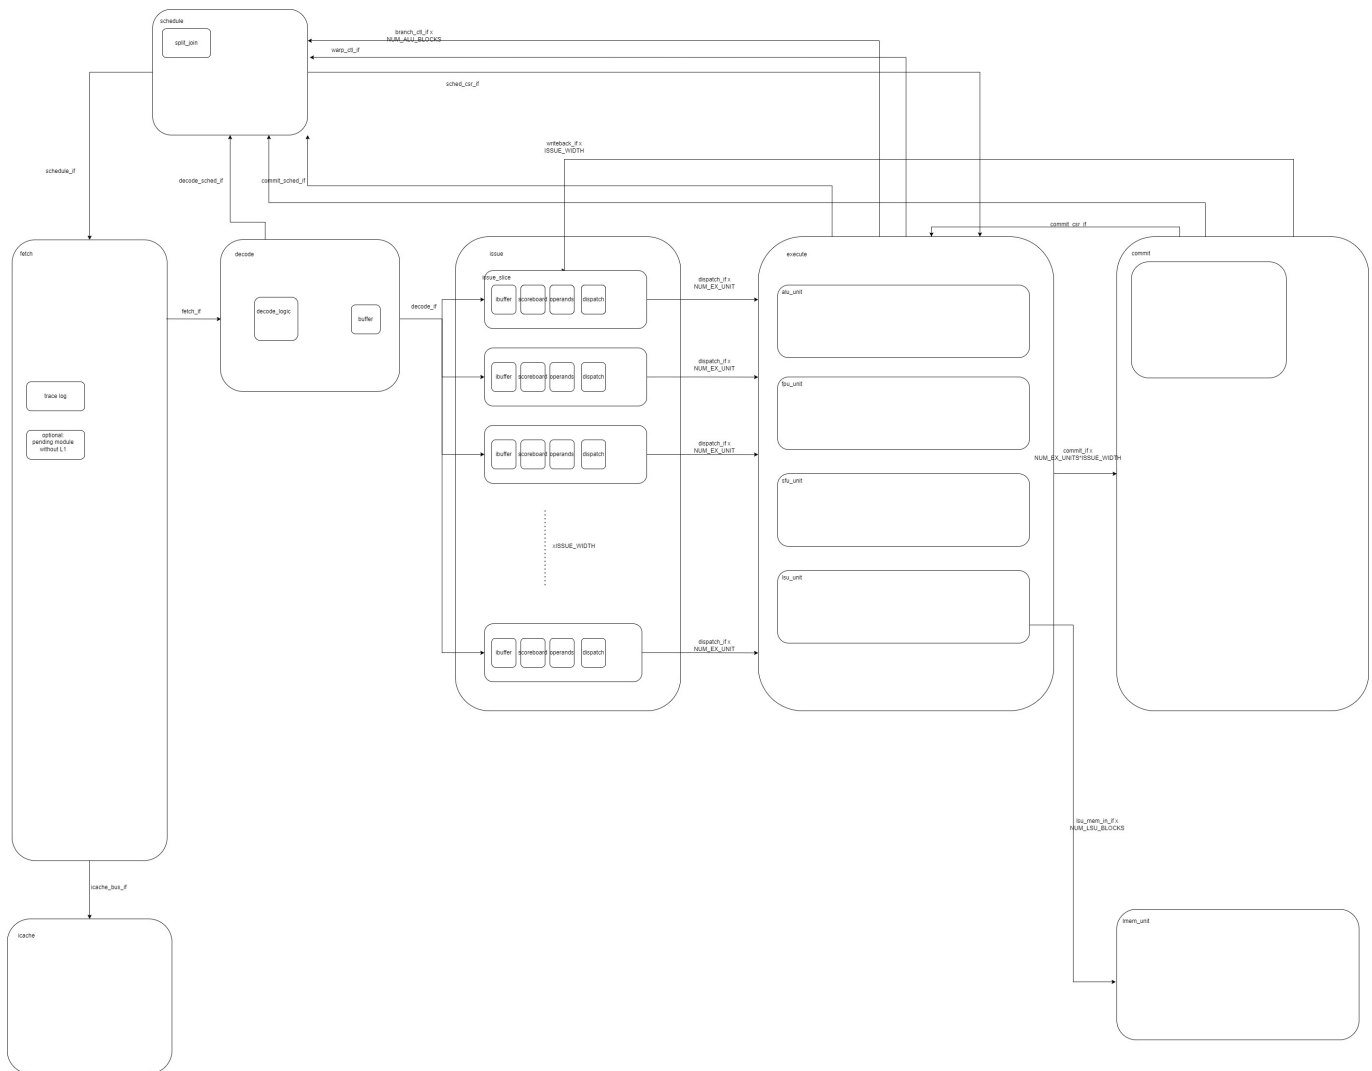 schedule
split_join
branch_ctl_if x
NUM_ALU_BLOCKS
warp_ctl_if
sched_csr_if
writeback_if x
ISSUE_WIDTH
schedule_if
decode_sched_if
commit_sched_if
commit_csr_if
fetch
decode
issue
execute
commit
issue_slice
ibuffer
scoreboard
operands
dispatch
dispatch_if x
NUM_EX_UNIT
alu_unit
decode_logic
buffer
fetch_if
decode_if
ibuffer
scoreboard
operands
dispatch
dispatch_if x
NUM_EX_UNIT
fpu_unit
trace log
optional
pending module
without L1
ibuffer
scoreboard
operands
dispatch
dispatch_if x
NUM_EX_UNIT
commit_if x
NUM_EX_UNITS*ISSUE_WIDTH
sfu_unit
xISSUE_WIDTH
lsu_unit
ibuffer
scoreboard
operands
dispatch
dispatch_if x
NUM_EX_UNIT
lsu_mem_in_if x
NUM_LSU_BLOCKS
icache_bus_if
icache
lmem_unit